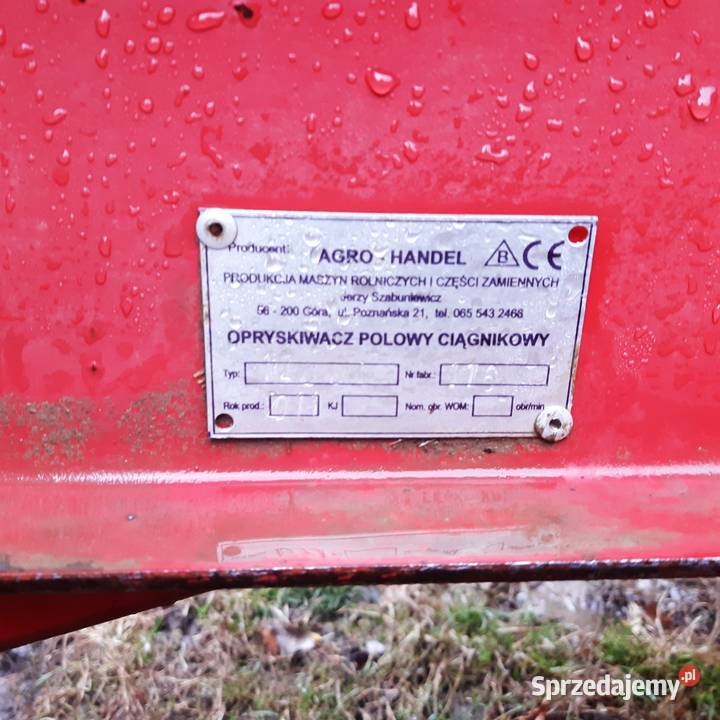 Producent: AGRO - HANDEL B CE
PRODUKCJA MASZYN ROLNICZYCH I CZĘŚCI ZAMIENNYCH
Jerzy Szabuniewicz
56 - 200 Góra, ul. Poznańska 21, tel. 065 543 2466
OPRYSKIWACZ POLOWY CIĄGNIKOWY
Typ: Nr fabr.:
Rok prod.: KJ Nom. obr. WOM: obr/min
Sprzedajemy.pl